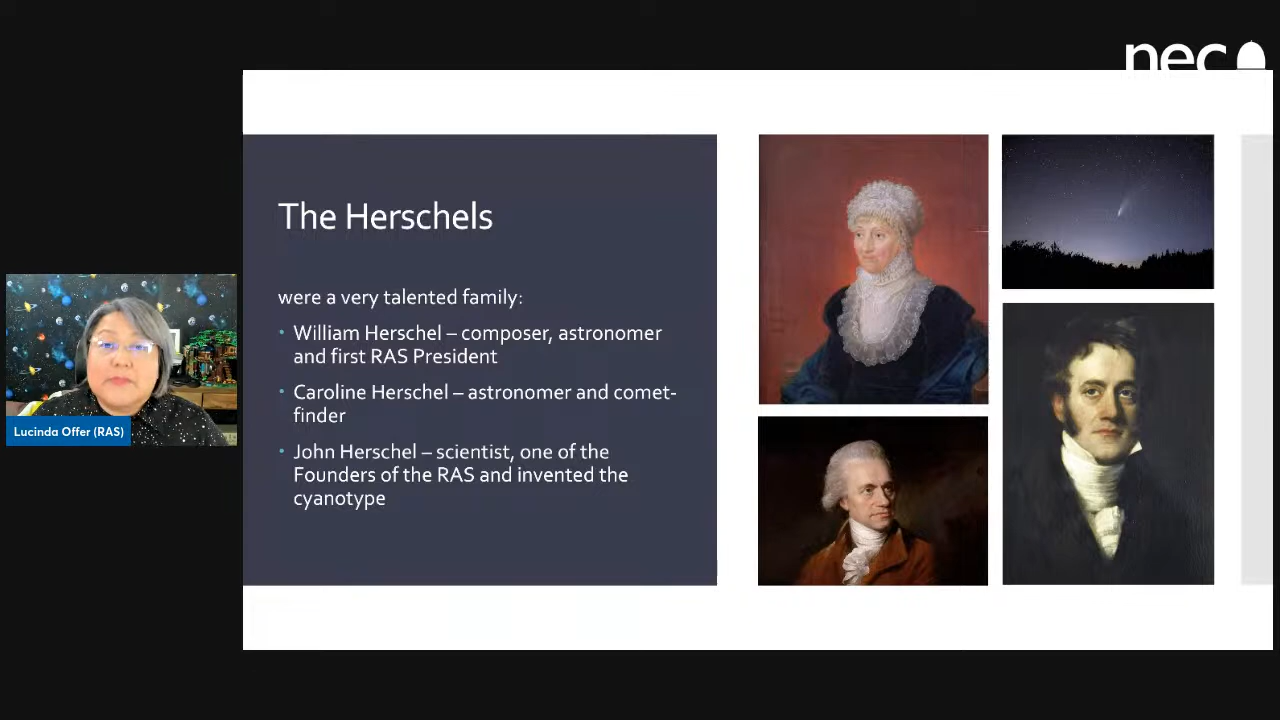 nec
The Herschels
were a very talented family:
• William Herschel – composer, astronomer
and first RAS President
• Caroline Herschel – astronomer and comet-
finder
• John Herschel – scientist, one of the
Founders of the RAS and invented the
cyanotype
Lucinda Offer (RAS)